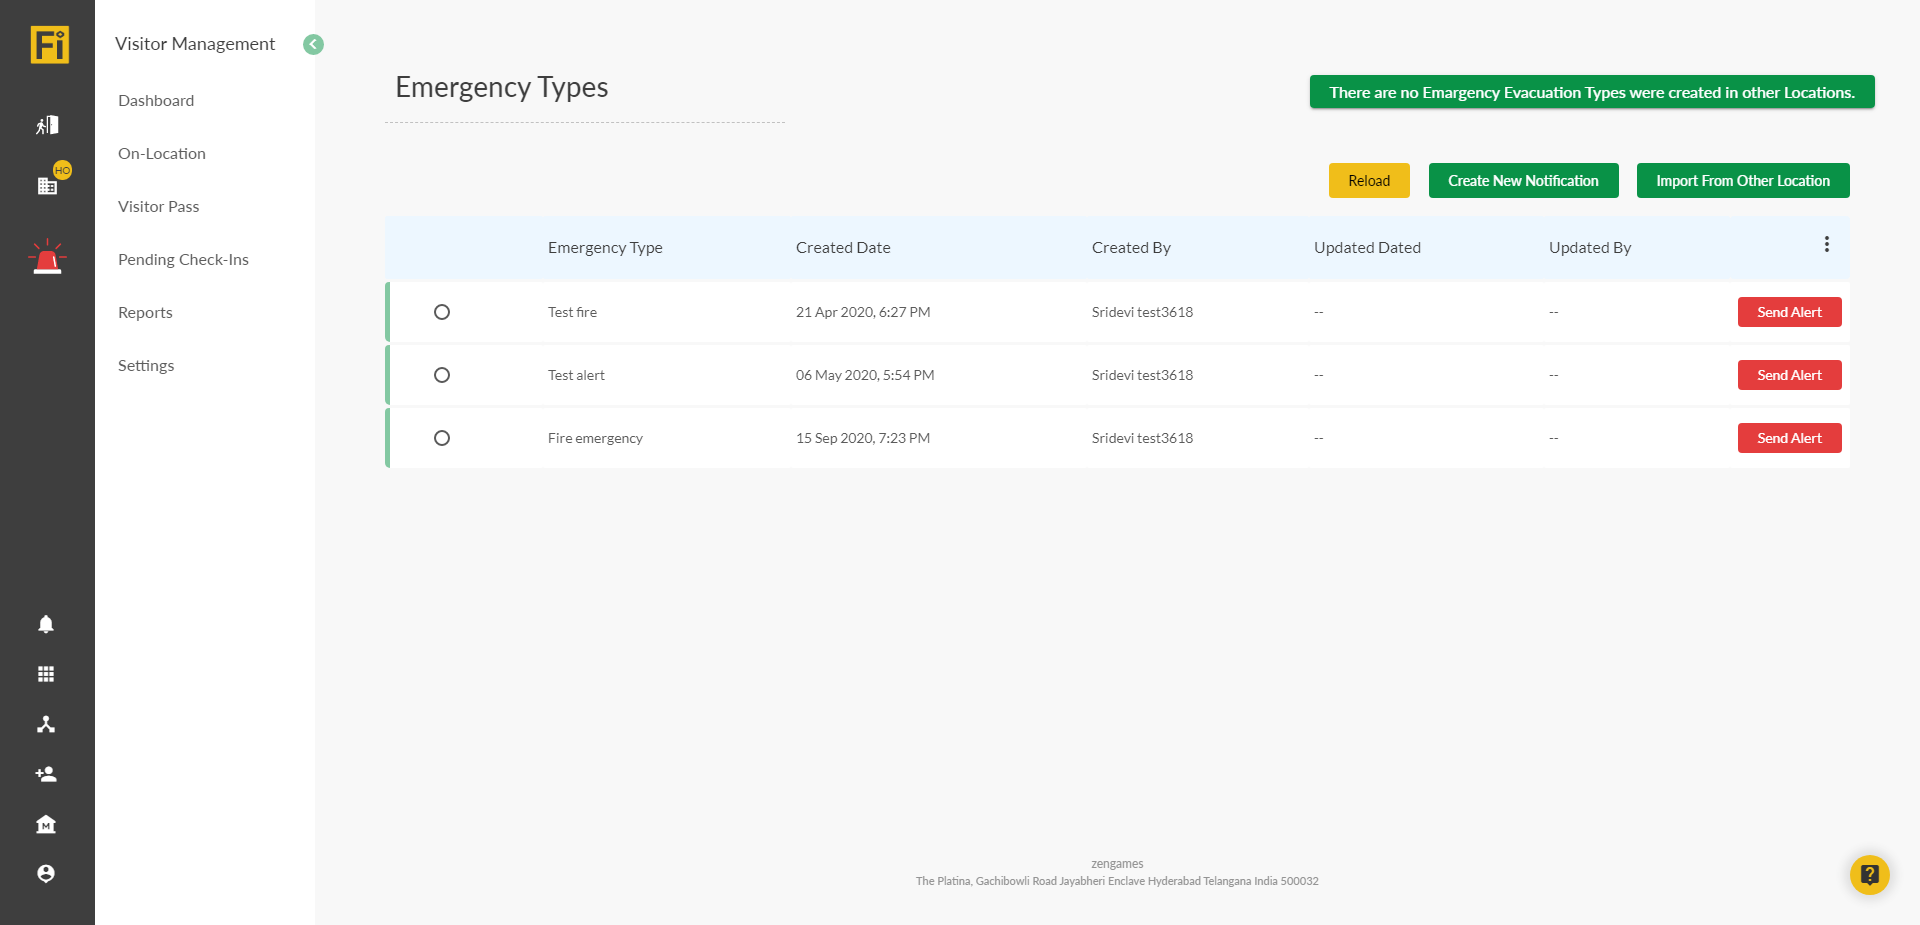 Fi
Visitor Management
HO
Dashboard
On-Location
Visitor Pass
Pending Check-Ins
Reports
Settings
M
Emergency Types
There are no Emargency Evacuation Types were created in other Locations.
Reload Create New Notification Import From Other Location
Emergency Type Created Date Created By Updated Dated Updated By
Test fire 21 Apr 2020, 6:27 PM Sridevi test3618 -- -- Send Alert
Test alert 06 May 2020, 5:54 PM Sridevi test3618 -- -- Send Alert
Fire emergency 15 Sep 2020, 7:23 PM Sridevi test3618 -- -- Send Alert
zengames
The Platina, Gachibowli Road Jayabheri Enclave Hyderabad Telangana India 500032
?